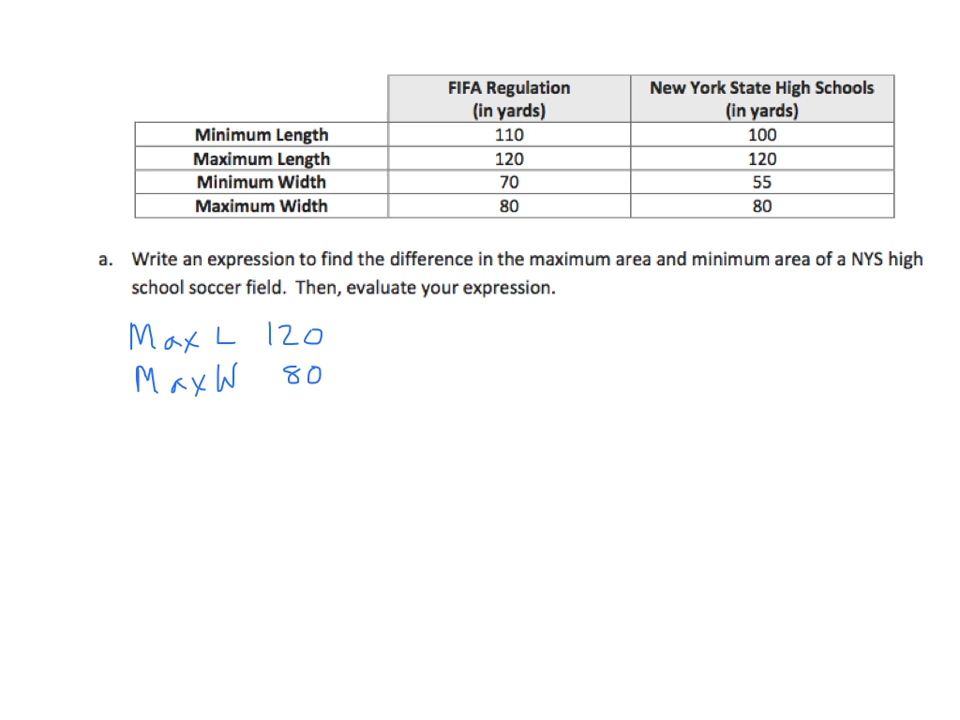 FIFA Regulation New York State High Schools
(in yards) (in yards)
Minimum Length 110 100
Maximum Length 120 120
Minimum Width 70 55
Maximum Width 80 80
a. Write an expression to find the difference in the maximum area and minimum area of a NYS high
school soccer field. Then, evaluate your expression.
Max L 120
Max W 80